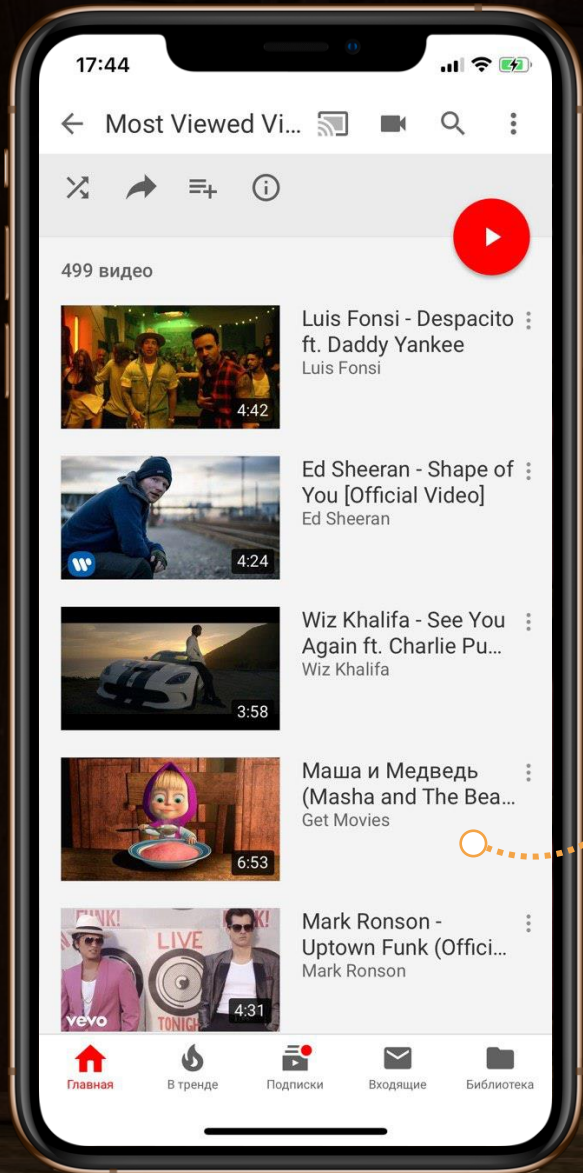 17:44
Most Viewed Vi...
499 видео
Luis Fonsi - Despacito
ft. Daddy Yankee
Luis Fonsi
4:42
Ed Sheeran - Shape of
You [Official Video]
Ed Sheeran
4:24
Wiz Khalifa - See You
Again ft. Charlie Pu...
Wiz Khalifa
3:58
Маша и Медведь
(Masha and The Bea...
Get Movies
6:53
Mark Ronson -
Uptown Funk (Offici...
Mark Ronson
LIVE
TONIGH
vevo
4:31
Главная
В тренде
Подписки
Входящие
Библиотека